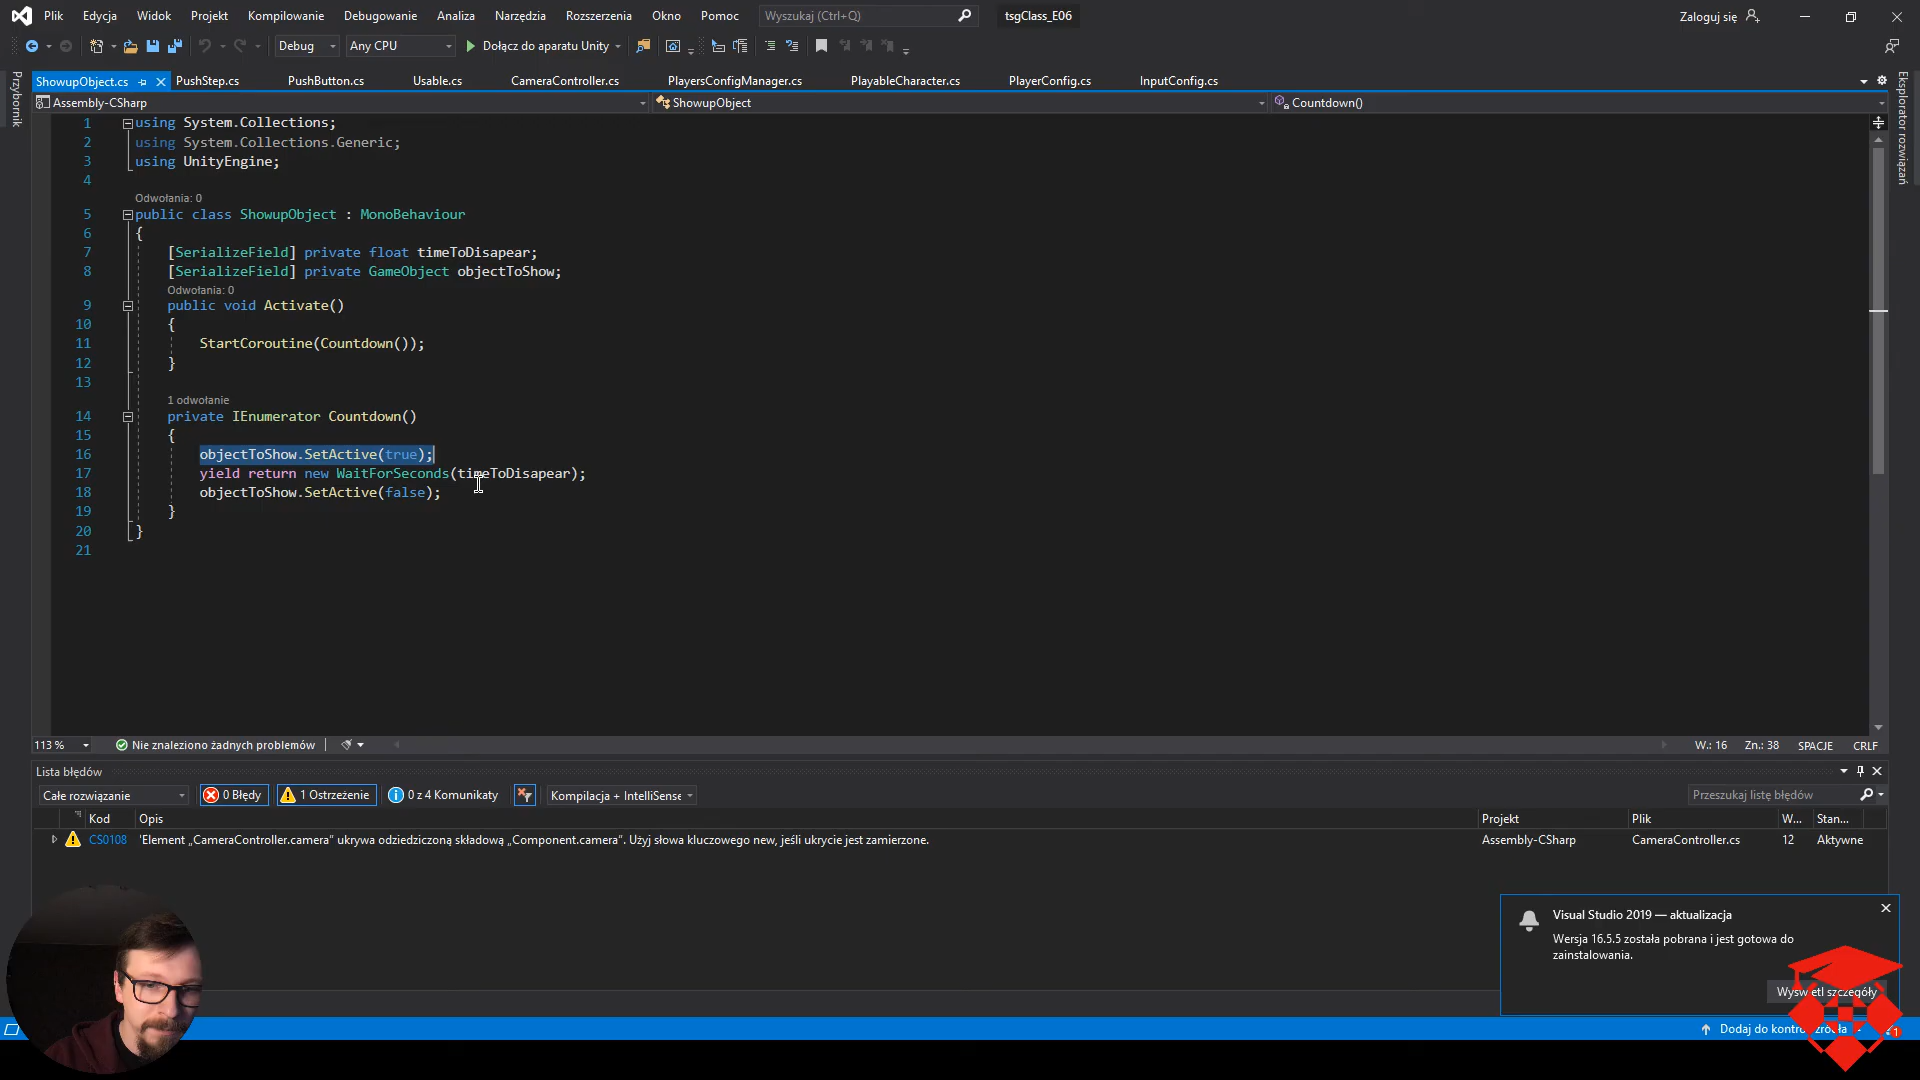 Plik Edycja Widok Projekt Kompilowanie Debugowanie Analiza Narzędzia Rozszerzenia Okno Pomoc Wyszukaj (Ctrl+Q) tsgClass_E06 Zaloguj się
Debug Any CPU Dołącz do aparatu Unity
ShowupObject.cs PushStep.cs PushButton.cs Usable.cs CameraController.cs PlayersConfigManager.cs PlayableCharacter.cs PlayerConfig.cs InputConfig.cs
Przybornik
Eksplorator rozwiązań
Assembly-CSharp ShowupObject Countdown()
1 using System.Collections;
2 using System.Collections.Generic;
3 using UnityEngine;
4
Odwołania: 0
5 public class ShowupObject : MonoBehaviour
6 {
7 [SerializeField] private float timeToDisapear;
8 [SerializeField] private GameObject objectToShow;
Odwołania: 0
9 public void Activate()
10 {
11 StartCoroutine(Countdown());
12 }
13
1 odwołanie
14 private IEnumerator Countdown()
15 {
16 objectToShow.SetActive(true);
17 yield return new WaitForSeconds(timeToDisapear);
18 objectToShow.SetActive(false);
19 }
20 }
21
113 % Nie znaleziono żadnych problemów W.: 16 Zn.: 38 SPACJE CRLF
Lista błędów
Całe rozwiązanie 0 Błędy 1 Ostrzeżenie 0 z 4 Komunikaty Kompilacja + IntelliSense Przeszukaj listę błędów
Kod Opis Projekt Plik W... Stan...
CS0108 'Element „CameraController.camera” ukrywa odziedziczoną składową „Component.camera”. Użyj słowa kluczowego new, jeśli ukrycie jest zamierzone. Assembly-CSharp CameraController.cs 12 Aktywne
Visual Studio 2019 — aktualizacja
Wersja 16.5.5 została pobrana i jest gotowa do
zainstalowania.
Wyświetl szczegóły
Dodaj do kontroli źródła 1